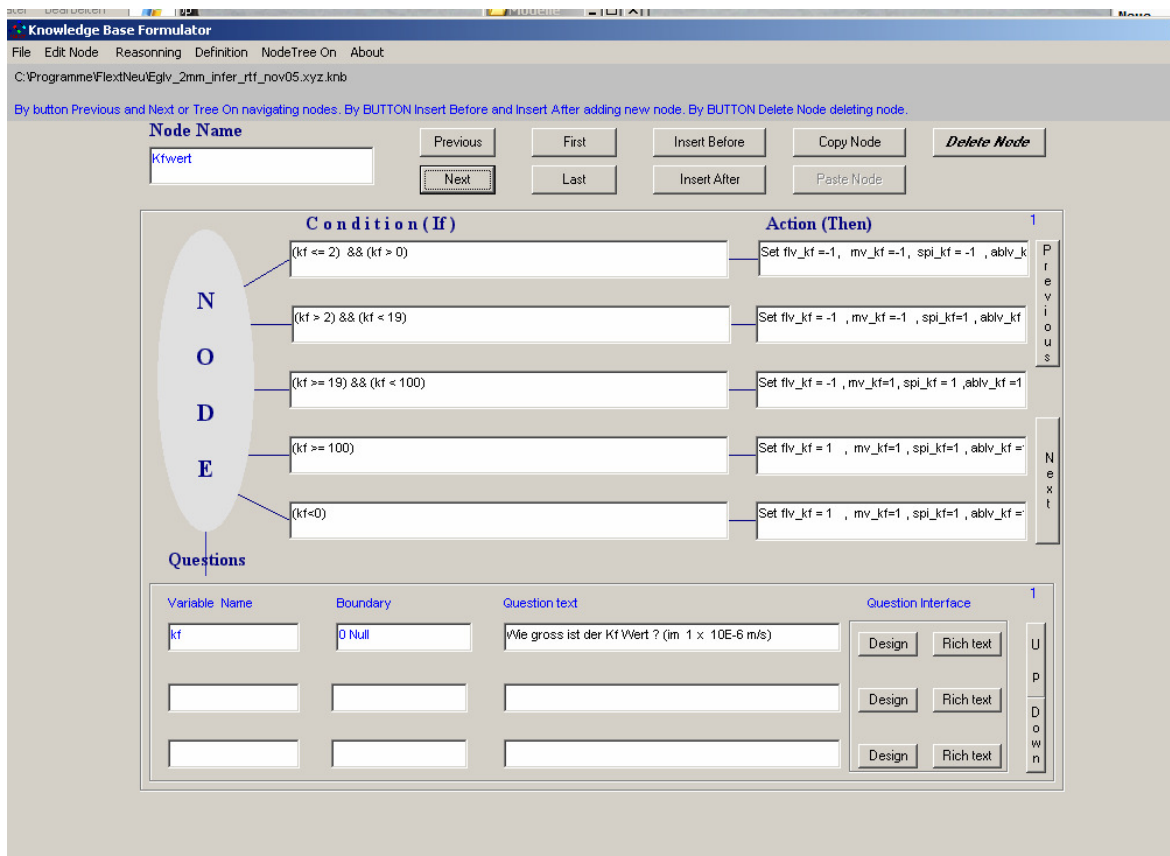 Knowledge Base Formulator
File Edit Node Reasonning Definition NodeTree On About
C:\Programme\FlextNeu\Eglv_2mm_infer_rtf_nov05.xyz.knb
By button Previous and Next or Tree On navigating nodes. By BUTTON Insert Before and Insert After adding new node. By BUTTON Delete Node deleting node.
Node Name
Kfwert
Previous First Insert Before Copy Node Delete Node
Next Last Insert After Paste Node
Condition (If) Action (Then) 1
(kf <= 2) && (kf > 0) Set flv_kf =-1, mv_kf =-1, spi_kf = -1 , ablv_k
(kf > 2) && (kf < 19) Set flv_kf = -1 , mv_kf =-1 , spi_kf=1 , ablv_kf
(kf >= 19) && (kf < 100) Set flv_kf = -1 , mv_kf=1, spi_kf = 1 ,ablv_kf =1
(kf >= 100) Set flv_kf = 1 , mv_kf=1 , spi_kf=1 , ablv_kf =
(kf<0) Set flv_kf = 1 , mv_kf=1 , spi_kf=1 , ablv_kf =
NODE
Previous
Next
Questions
Variable Name Boundary Question text Question Interface 1
kf 0 Null Wie gross ist der Kf Wert ? (im 1 x 10E-6 m/s) Design Rich text
Design Rich text
Design Rich text
Up
Down